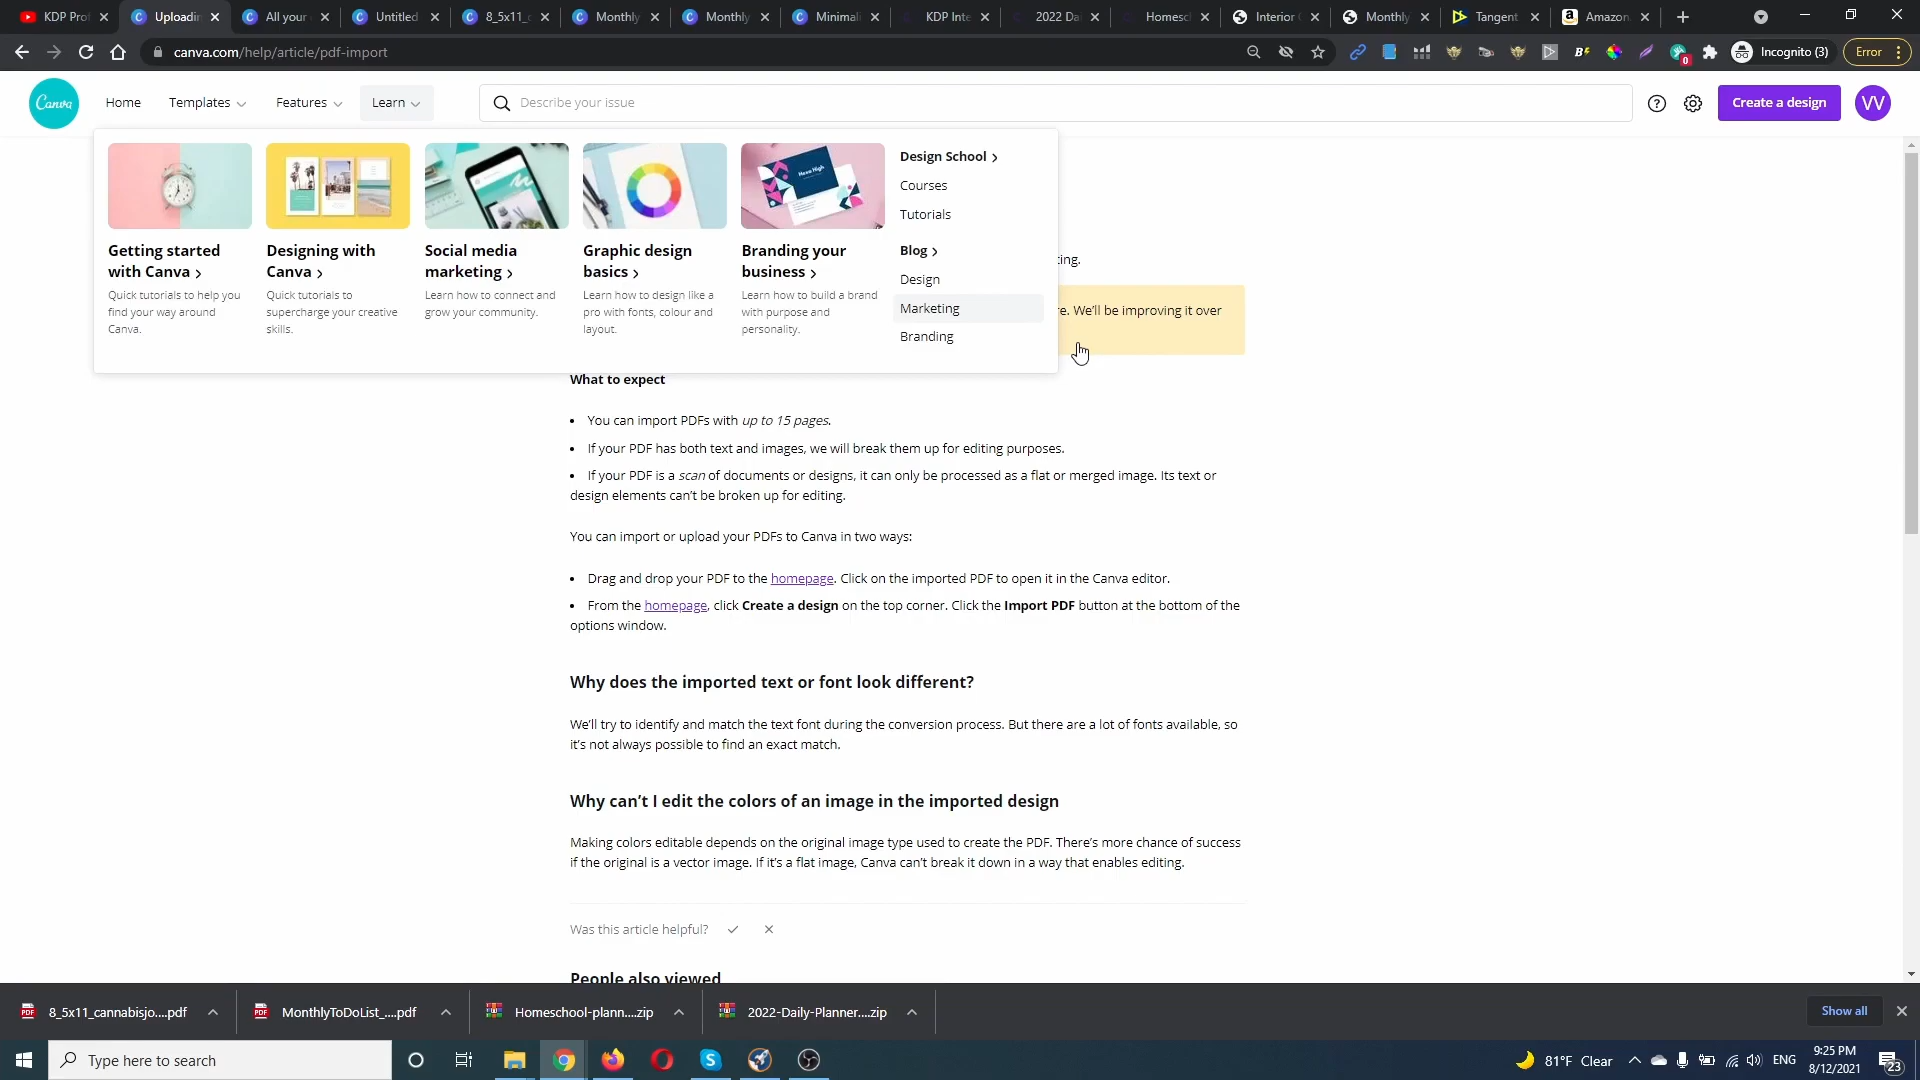 KDP Prof
Uploadin
All your
Untitled
8_5x11_c
Monthly
Monthly
Minimali
KDP Inte
2022 Dai
Homesc
Interior
Monthly
Tangent
Amazon
canva.com/help/article/pdf-import
Incognito (3)
Error
Canva
Home
Templates
Features
Learn
Describe your issue
Create a design
VV
Getting started
with Canva
Quick tutorials to help you
find your way around
Canva.
Designing with
Canva
Quick tutorials to
supercharge your creative
skills.
Social media
marketing
Learn how to connect and
grow your community.
Graphic design
basics
Learn how to design like a
pro with fonts, colour and
layout.
Branding your
business
Learn how to build a brand
with purpose and
personality.
Design School
Courses
Tutorials
Blog
Design
Marketing
Branding
We'll be improving it over
What to expect
• You can import PDFs with up to 15 pages.
• If your PDF has both text and images, we will break them up for editing purposes.
• If your PDF is a scan of documents or designs, it can only be processed as a flat or merged image. Its text or
design elements can't be broken up for editing.
You can import or upload your PDFs to Canva in two ways:
• Drag and drop your PDF to the homepage. Click on the imported PDF to open it in the Canva editor.
• From the homepage, click Create a design on the top corner. Click the Import PDF button at the bottom of the
options window.
Why does the imported text or font look different?
We'll try to identify and match the text font during the conversion process. But there are a lot of fonts available, so
it's not always possible to find an exact match.
Why can't I edit the colors of an image in the imported design
Making colors editable depends on the original image type used to create the PDF. There's more chance of success
if the original is a vector image. If it's a flat image, Canva can't break it down in a way that enables editing.
Was this article helpful?
People also viewed
8_5x11_cannabisjo....pdf
MonthlyToDoList_....pdf
Homeschool-plann....zip
2022-Daily-Planner....zip
Show all
Type here to search
81°F Clear
ENG
9:25 PM
8/12/2021
23